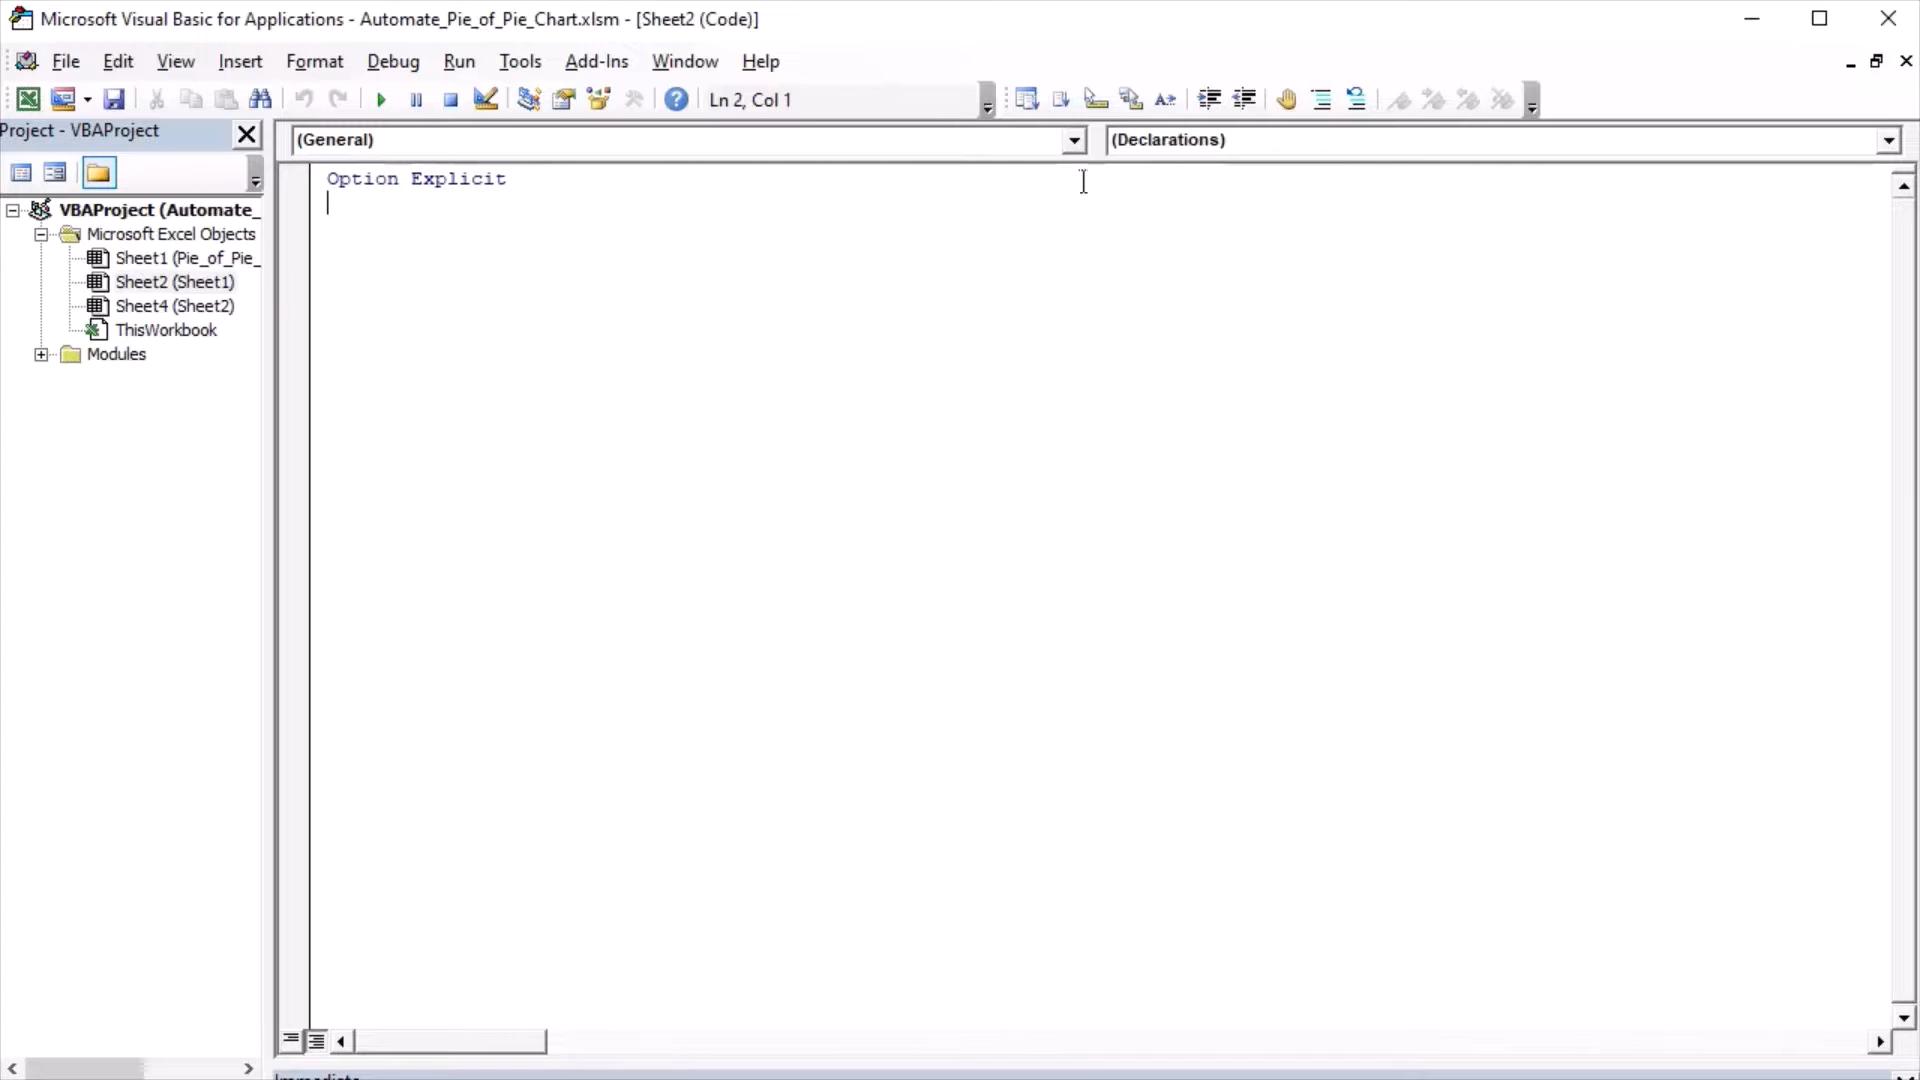 Microsoft Visual Basic for Applications - Automate_Pie_of_Pie_Chart.xlsm - [Sheet2 (Code)]
File Edit View Insert Format Debug Run Tools Add-Ins Window Help
Ln 2, Col 1
Project - VBAProject
(General)
(Declarations)
Option Explicit
VBAProject (Automate_
Microsoft Excel Objects
Sheet1 (Pie_of_Pie_
Sheet2 (Sheet1)
Sheet4 (Sheet2)
ThisWorkbook
Modules
Immediate